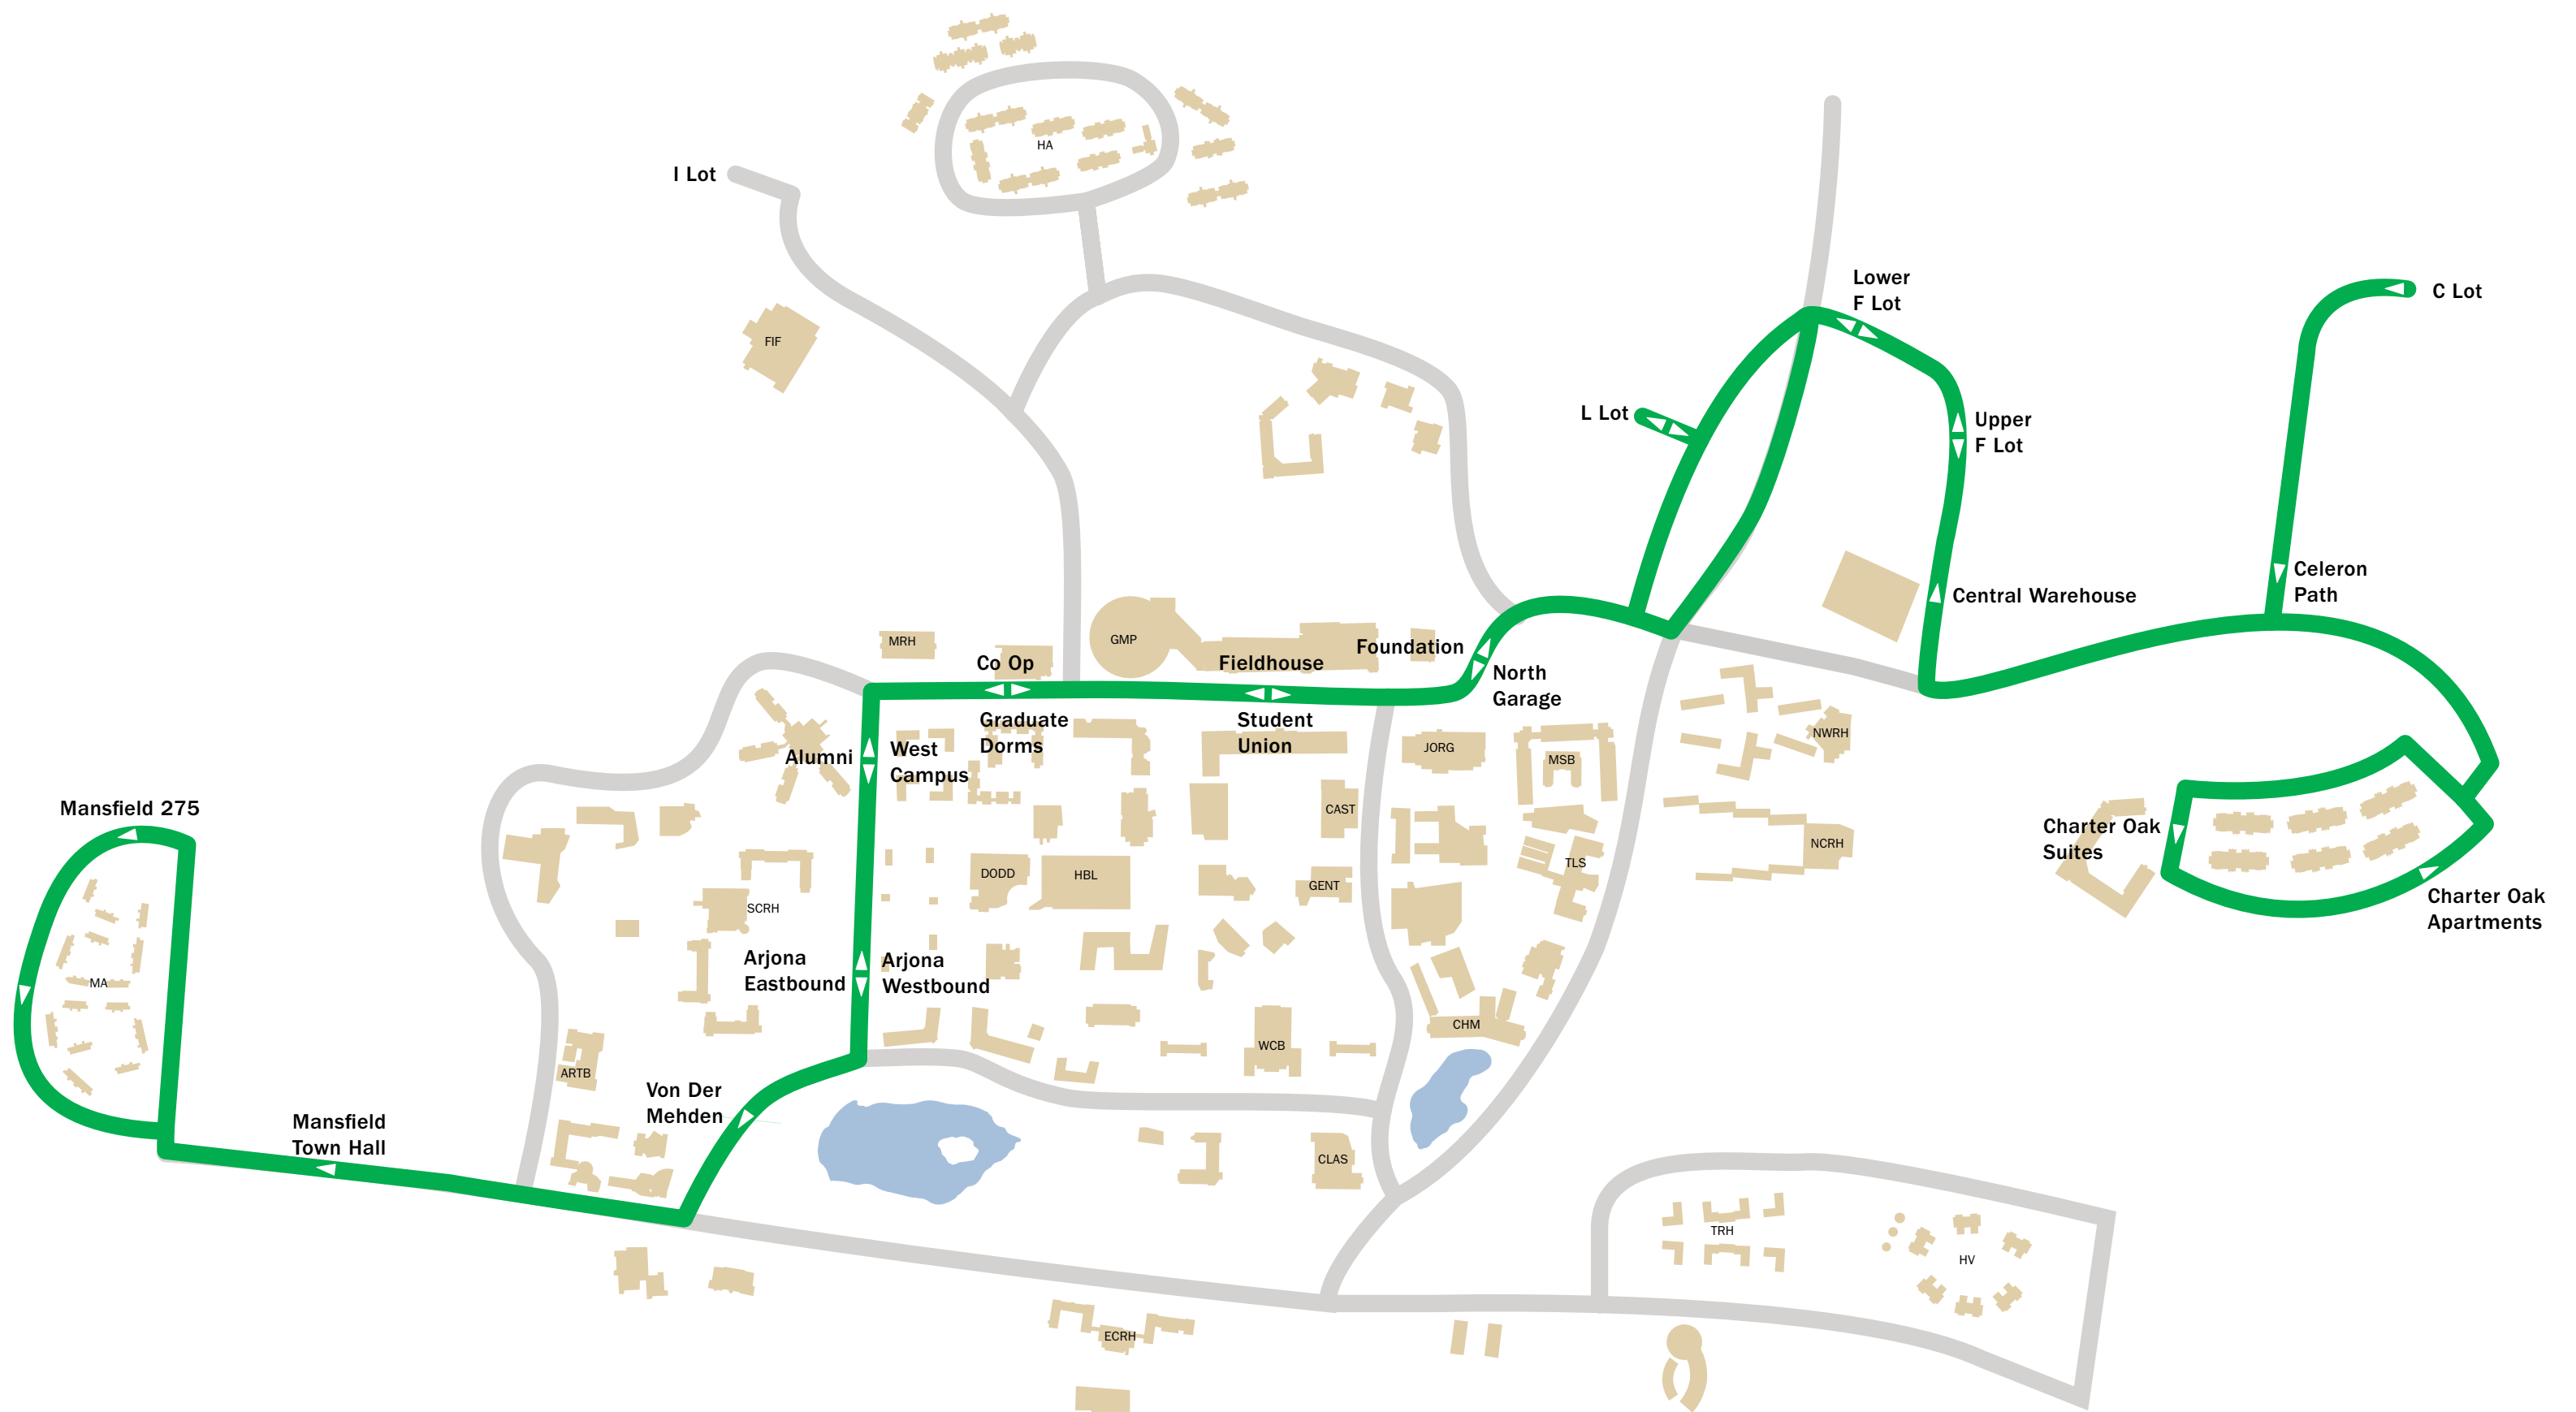 HA
I Lot
Lower
F Lot
C Lot
FIF
L Lot
Upper
F Lot
Celeron
Path
Central Warehouse
MRH
GMP
Co Op
Fieldhouse
Foundation
North
Garage
Graduate
Dorms
Student
Union
Alumni
West
Campus
JORG
MSB
NWRH
Mansfield 275
CAST
Charter Oak
Suites
NCRH
TLS
DODD
HBL
GENT
SCRH
Charter Oak
Apartments
Arjona
Eastbound
Arjona
Westbound
MA
CHM
WCB
ARTB
Von Der
Mehden
Mansfield
Town Hall
CLAS
TRH
HV
ECRH